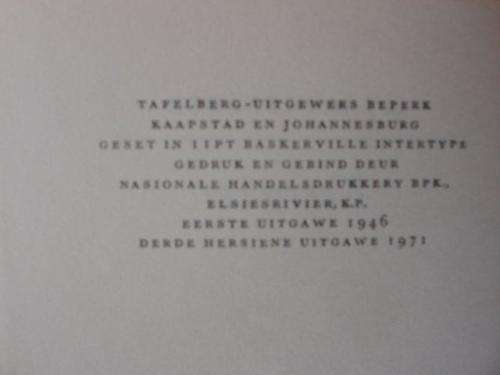 TAFELBERG-UITGEWERS BEPERK
KAAPSTAD EN JOHANNESBURG
GESET IN 11PT BASKERVILLE INTERTYPE
GEDRUK EN GEBIND DEUR
NASIONALE HANDELSDRUKKERY BPK.,
ELSIESRIVIER, K.P.
EERSTE UITGAWE 1946
DERDE HERSIENE UITGAWE 1971